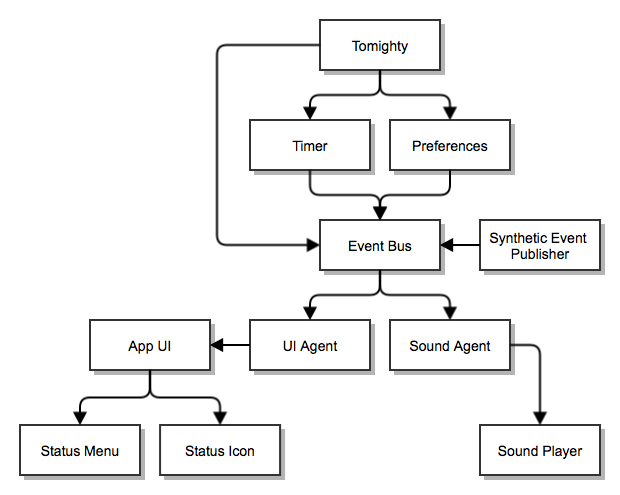 Tomighty
Timer
Preferences
Event Bus
Synthetic Event
Publisher
App UI
UI Agent
Sound Agent
Status Menu
Status Icon
Sound Player